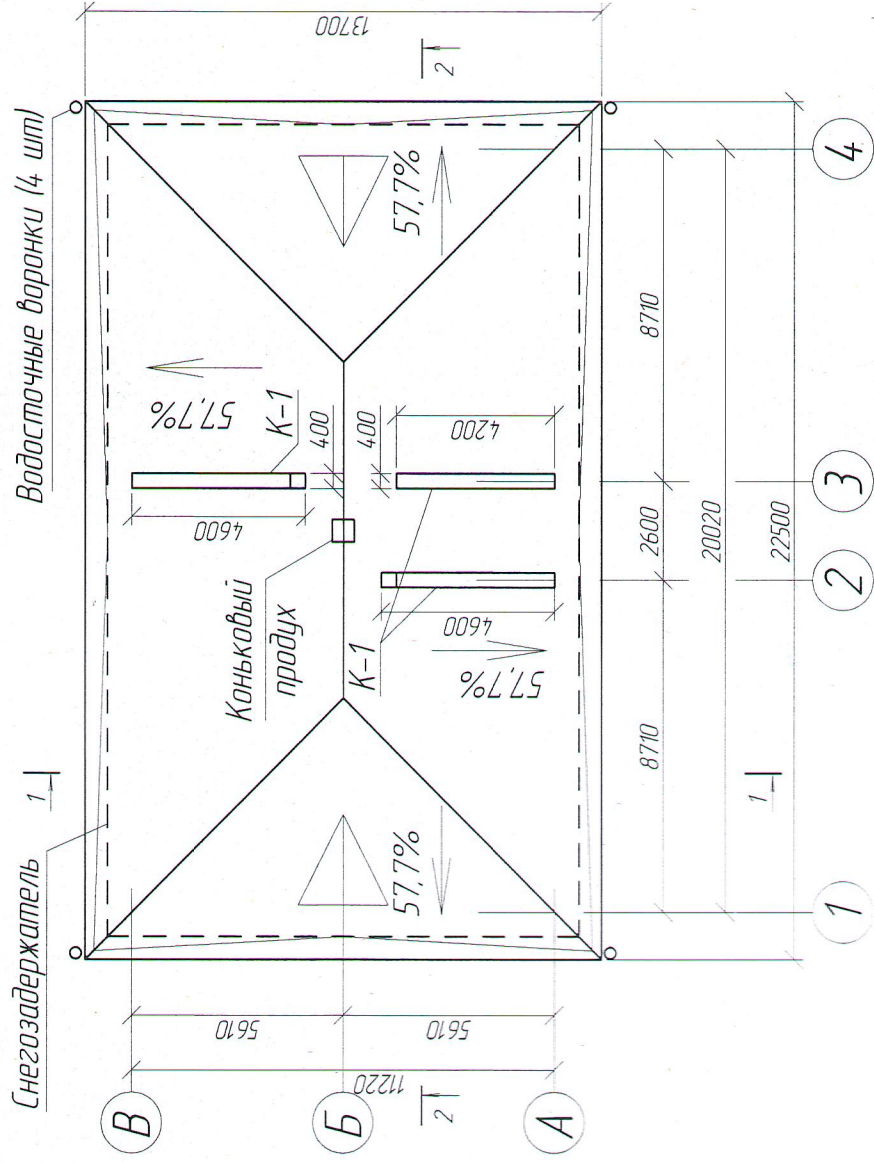 Водосточные воронки (4 шт)
Снегозадержатель
1
13700
2
57,7%
К-1
4600
400
400
4200
Коньковый
продух
К-1
4600
57,7%
57,7%
57,7%
5610
5610
11220
2
8710
2600
8710
20020
22500
1
В
Б
А
1
2
3
4